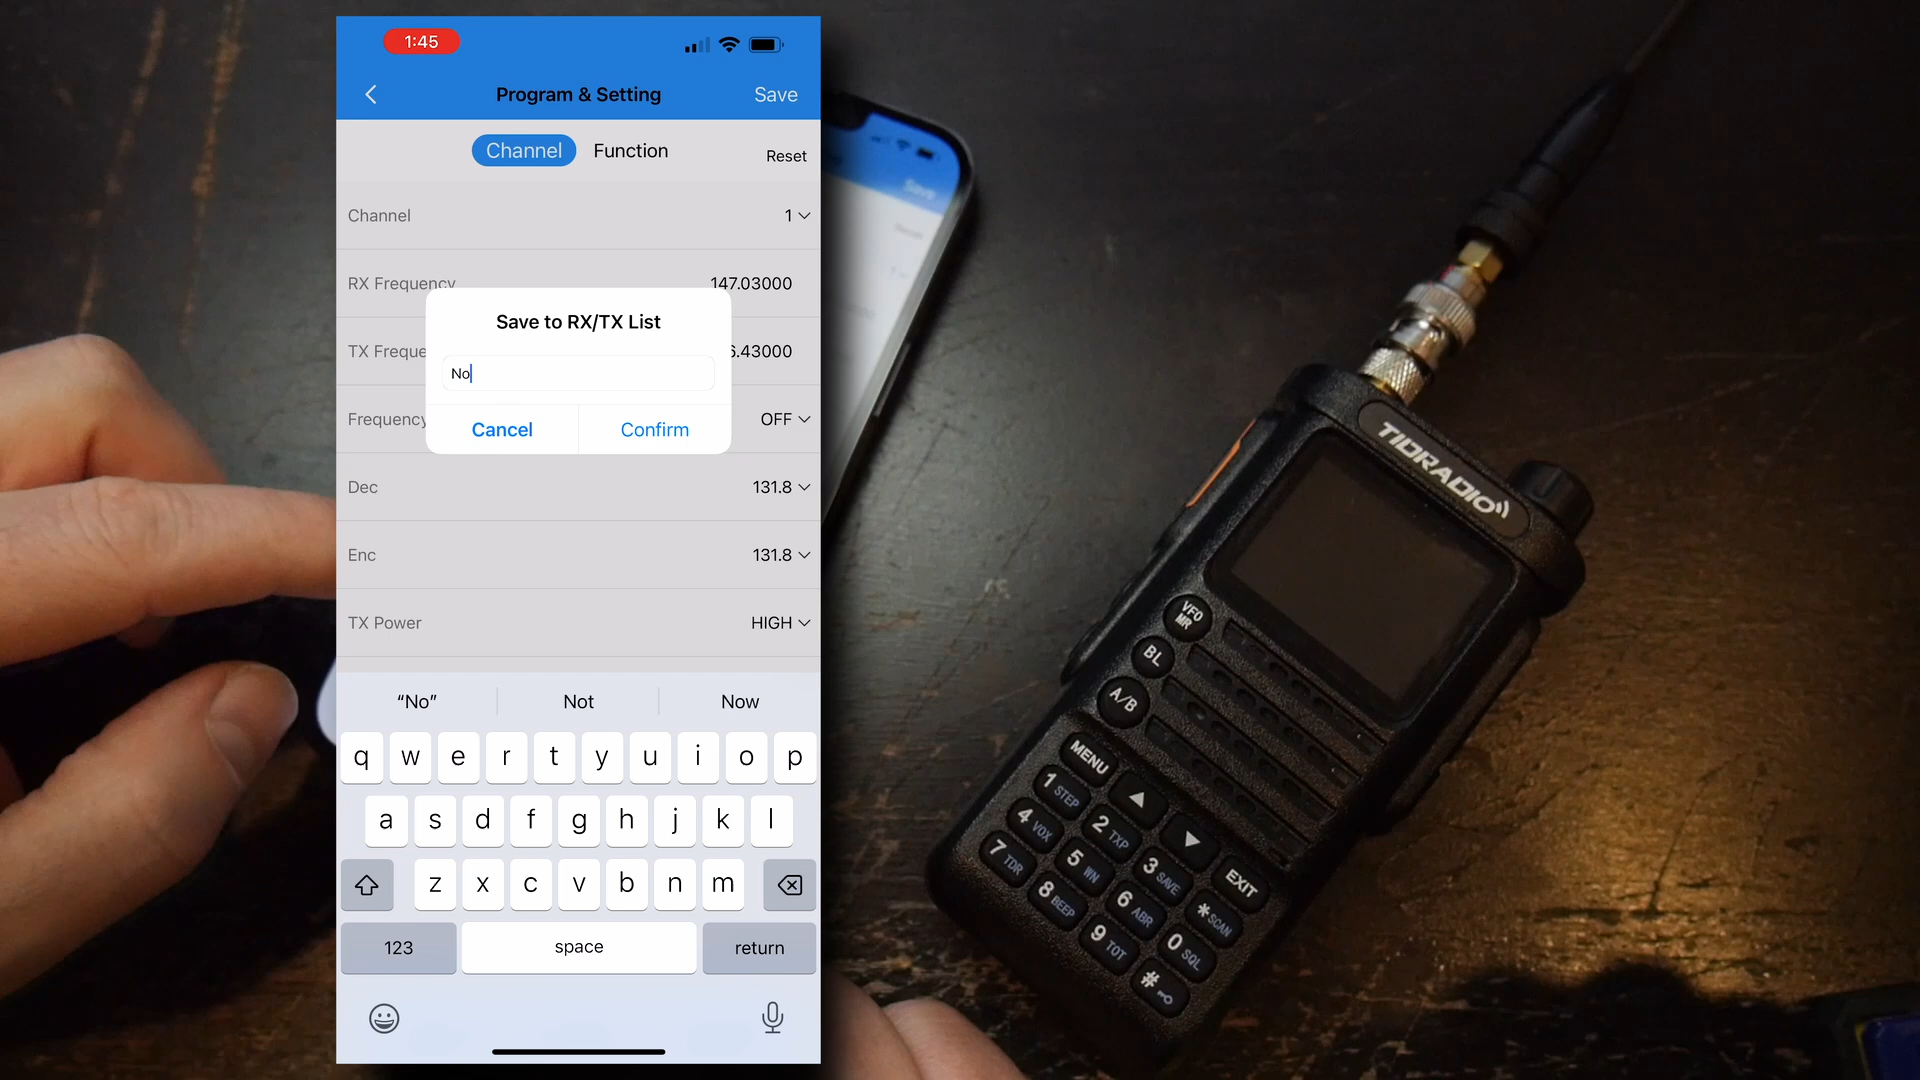 1:45
Program & Setting
Save
Channel
Function
Reset
Channel
1
RX Frequency
147.03000
Save to RX/TX List
TX Freque
6.43000
No
Frequency
OFF
Cancel
Confirm
Dec
131.8
Enc
131.8
TX Power
HIGH
“No”
Not
Now
q w e r t y u i o p
a s d f g h j k l
z x c v b n m
123
space
return
Save
TIDRADIO
VFO
MR
BL
A/B
MENU
1 STEP
2 TXP
3 SAVE
EXIT
4 VOX
5 WN
6 ABR
*SCAN
7 TDR
8 BEEP
9 TOT
0 SQL
#